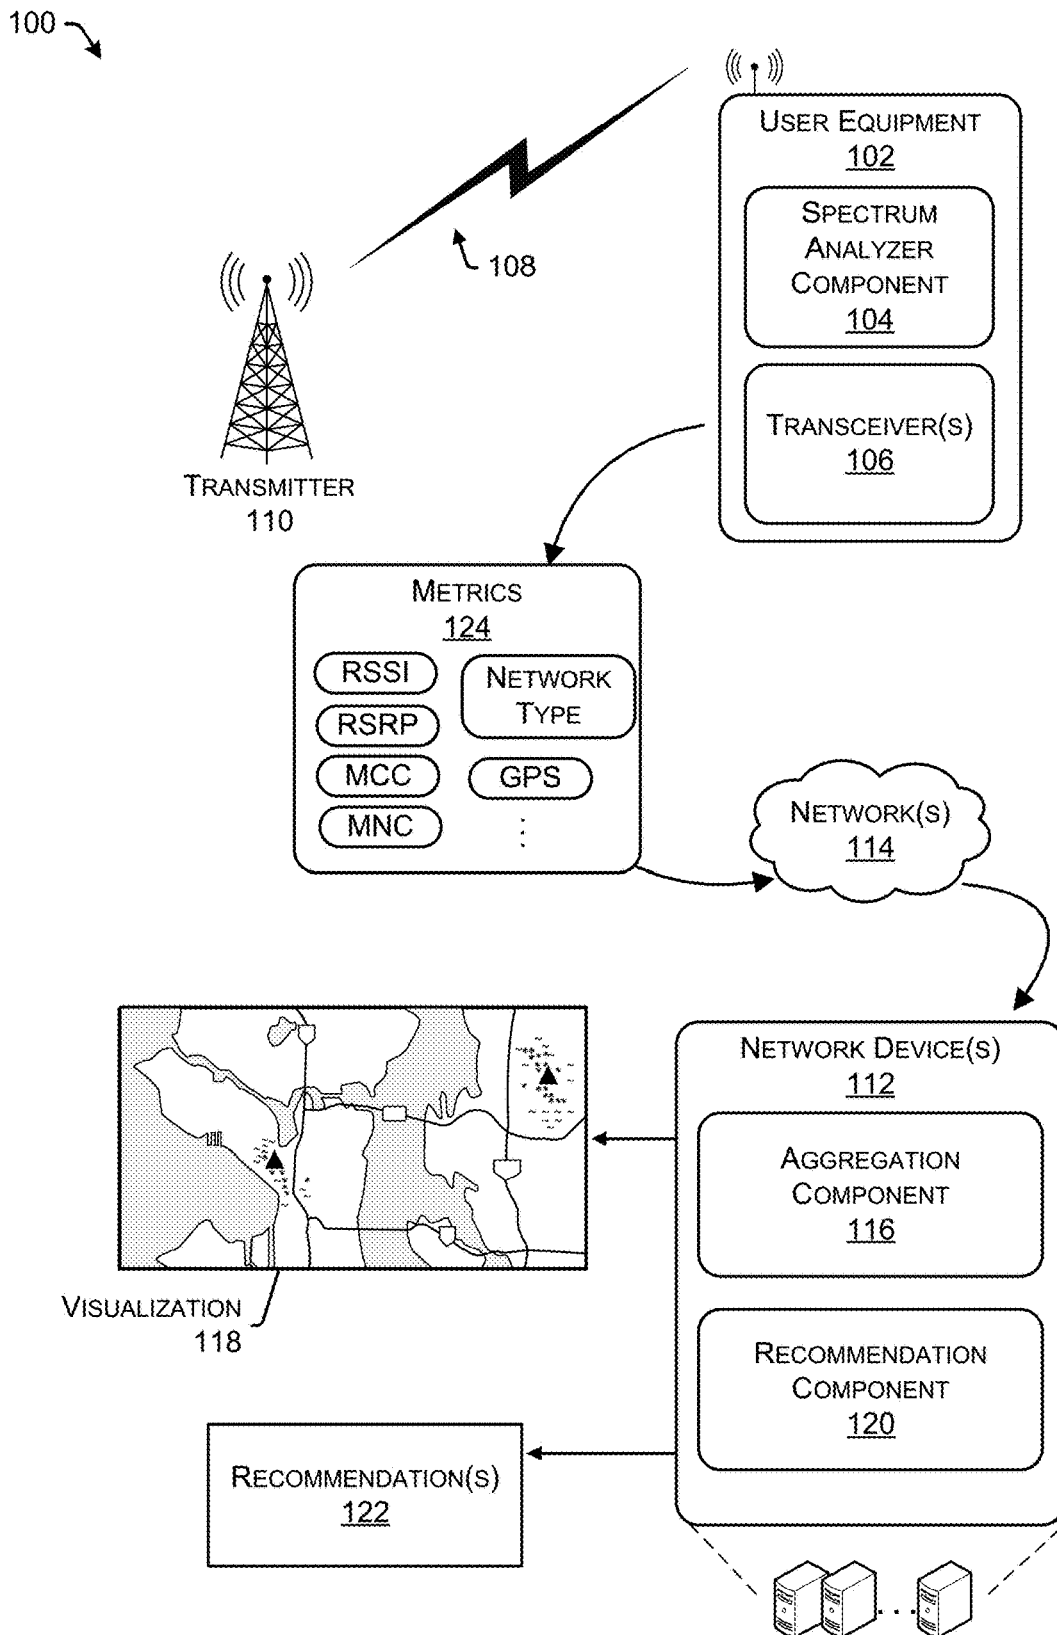 100
USER EQUIPMENT
102
SPECTRUM
ANALYZER
COMPONENT
104
108
TRANSCEIVER(S)
106
TRANSMITTER
110
METRICS
124
RSSI
NETWORK
TYPE
RSRP
MCC
GPS
MNC
NETWORK(S)
114
NETWORK DEVICE(S)
112
AGGREGATION
COMPONENT
116
VISUALIZATION
118
RECOMMENDATION
COMPONENT
120
RECOMMENDATION(S)
122